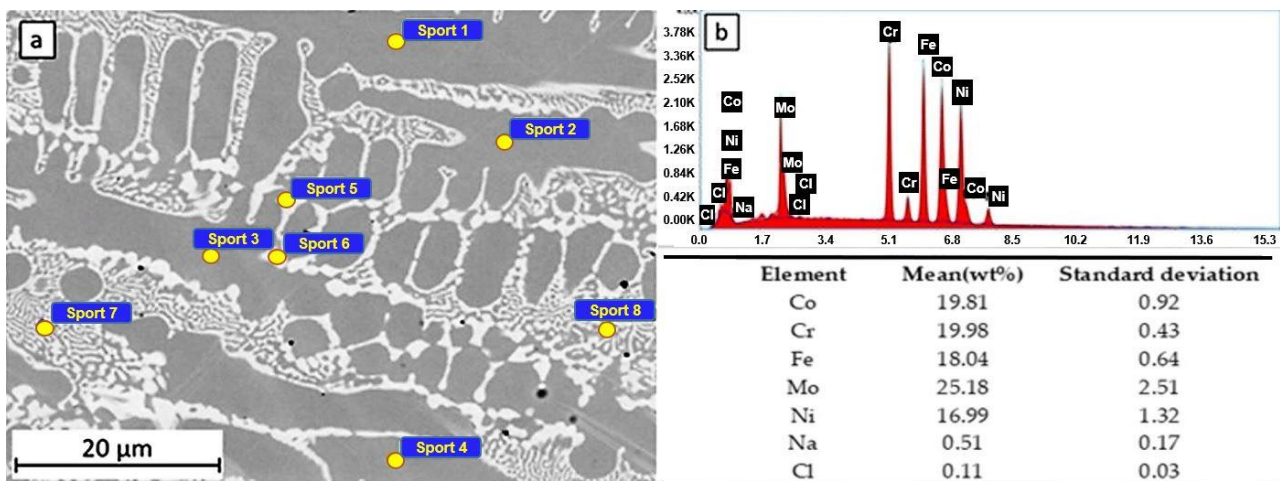 a
Sport 1
Sport 2
Sport 5
Sport 3
Sport 6
Sport 7
Sport 8
Sport 4
20 µm
b
3.78K
3.36K
2.52K
2.10K
1.68K
1.26K
0.84K
0.42K
0.00K
Cr
Fe
Co
Ni
Co
Mo
Ni
Fe
Mo
Cl
Cl
Cl
Na
Cl
Cr
Fe
Co
Ni
0.0 1.7 3.4 5.1 6.8 8.5 10.2 11.9 13.6 15.3
Element Mean(wt%) Standard deviation
Co 19.81 0.92
Cr 19.98 0.43
Fe 18.04 0.64
Mo 25.18 2.51
Ni 16.99 1.32
Na 0.51 0.17
Cl 0.11 0.03